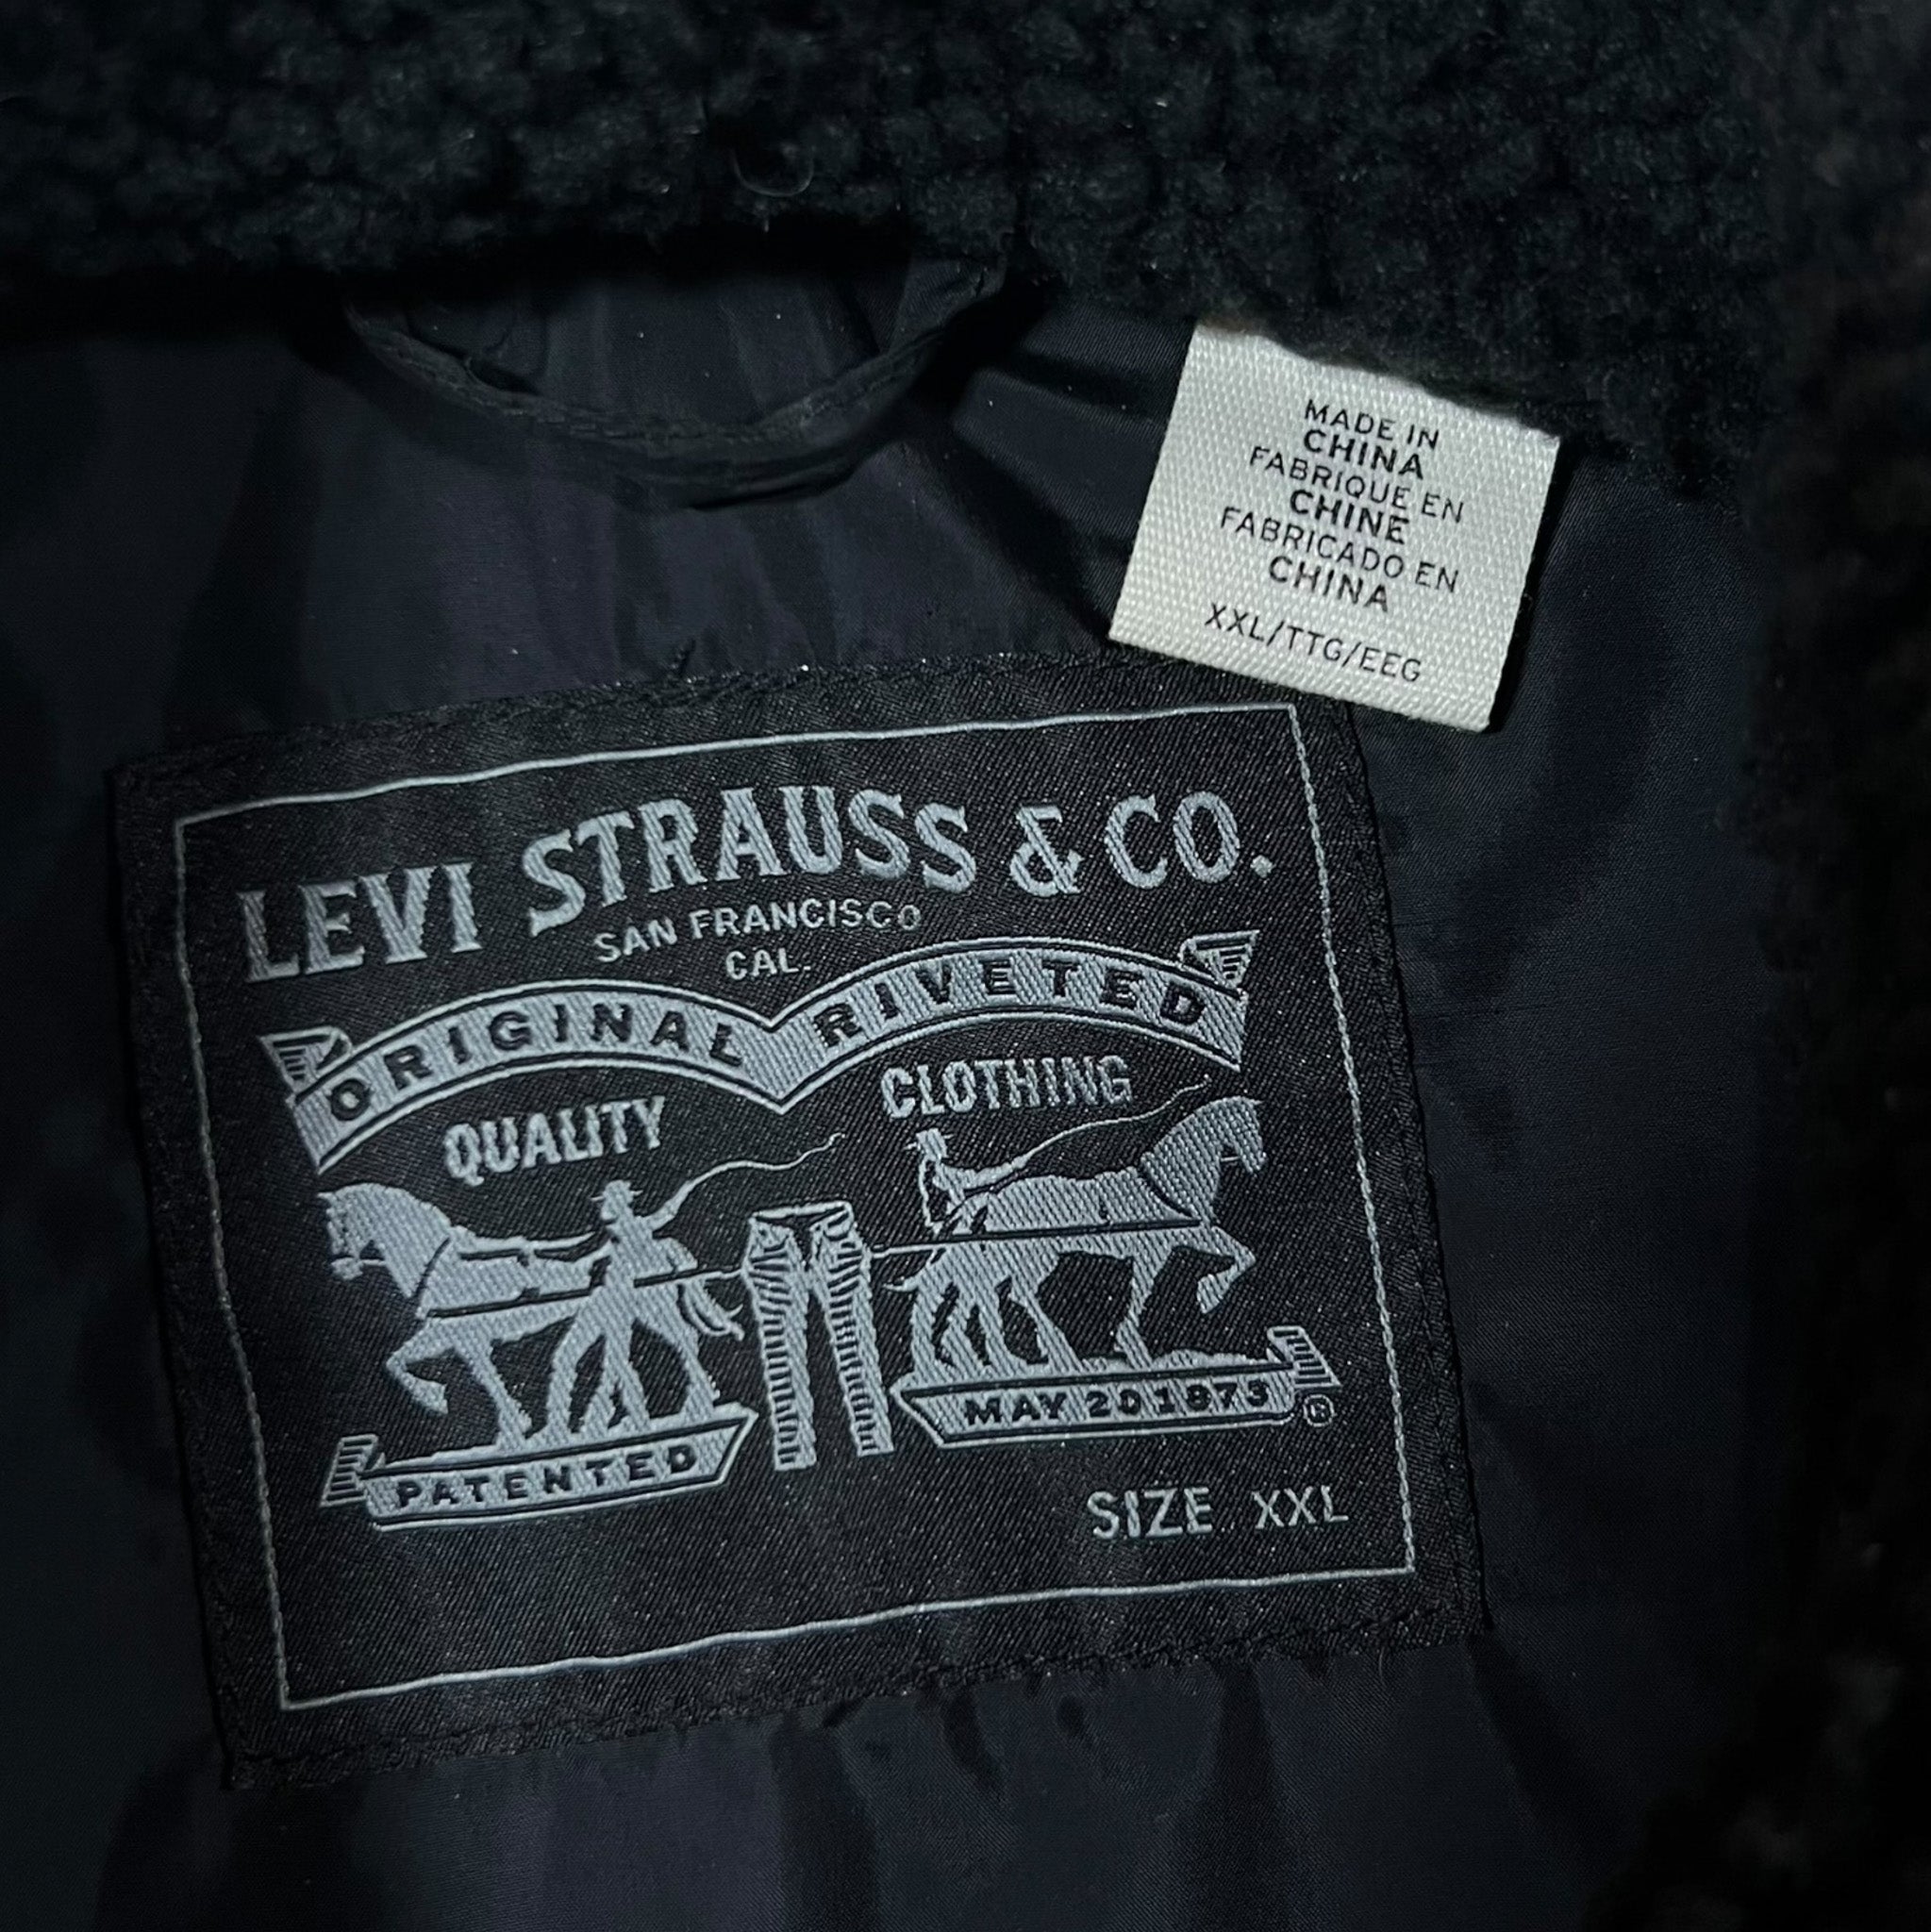 MADE IN
CHINA
FABRIQUE EN
CHINE
FABRICADO EN
CHINA
XXL/TTG/EEG
LEVI STRAUSS & CO.
SAN FRANCISCO
CAL.
ORIGINAL RIVETED
QUALITY CLOTHING
PATENTED MAY 20 1873 ®
SIZE XXL